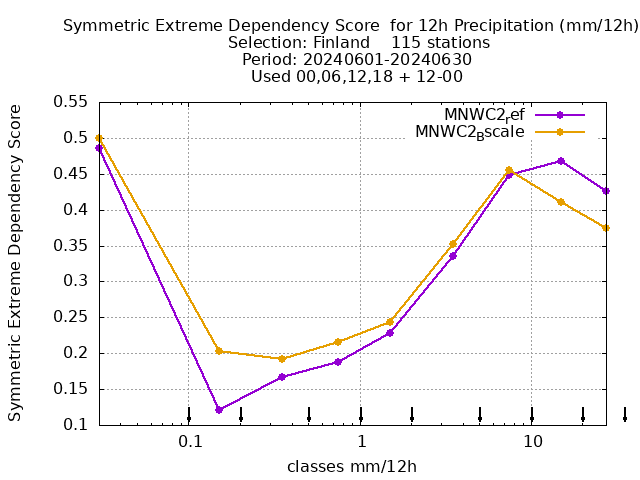 Symmetric Extreme Dependency Score  for 12h Precipitation (mm/12h)
Selection: Finland    115 stations
Period: 20240601-20240630
Used 00,06,12,18 + 12-00
MNWC2ref
MNWC2Bscale
Symmetric Extreme Dependency Score
0.55
0.5
0.45
0.4
0.35
0.3
0.25
0.2
0.15
0.1
0.1 1 10
classes mm/12h